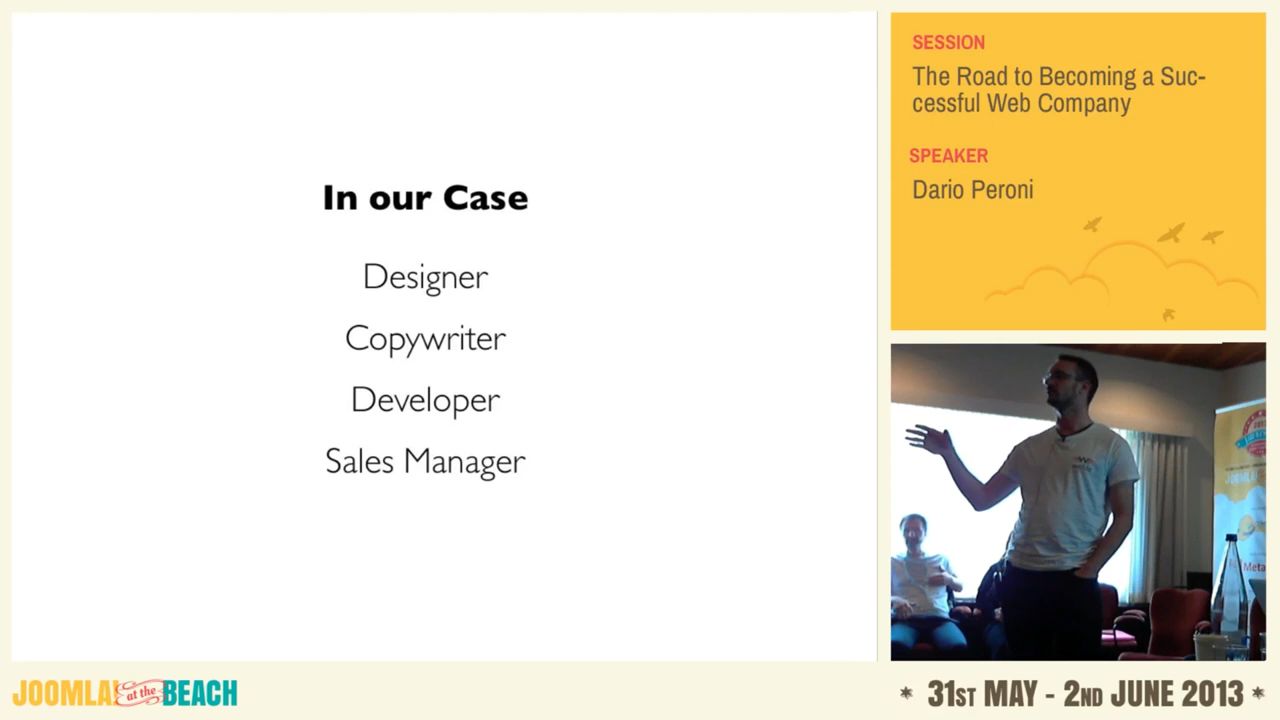 In our Case
Designer
Copywriter
Developer
Sales Manager
SESSION
The Road to Becoming a Suc-
cessful Web Company
SPEAKER
Dario Peroni
JOOMLA! at the BEACH
* 31ST MAY - 2ND JUNE 2013 *